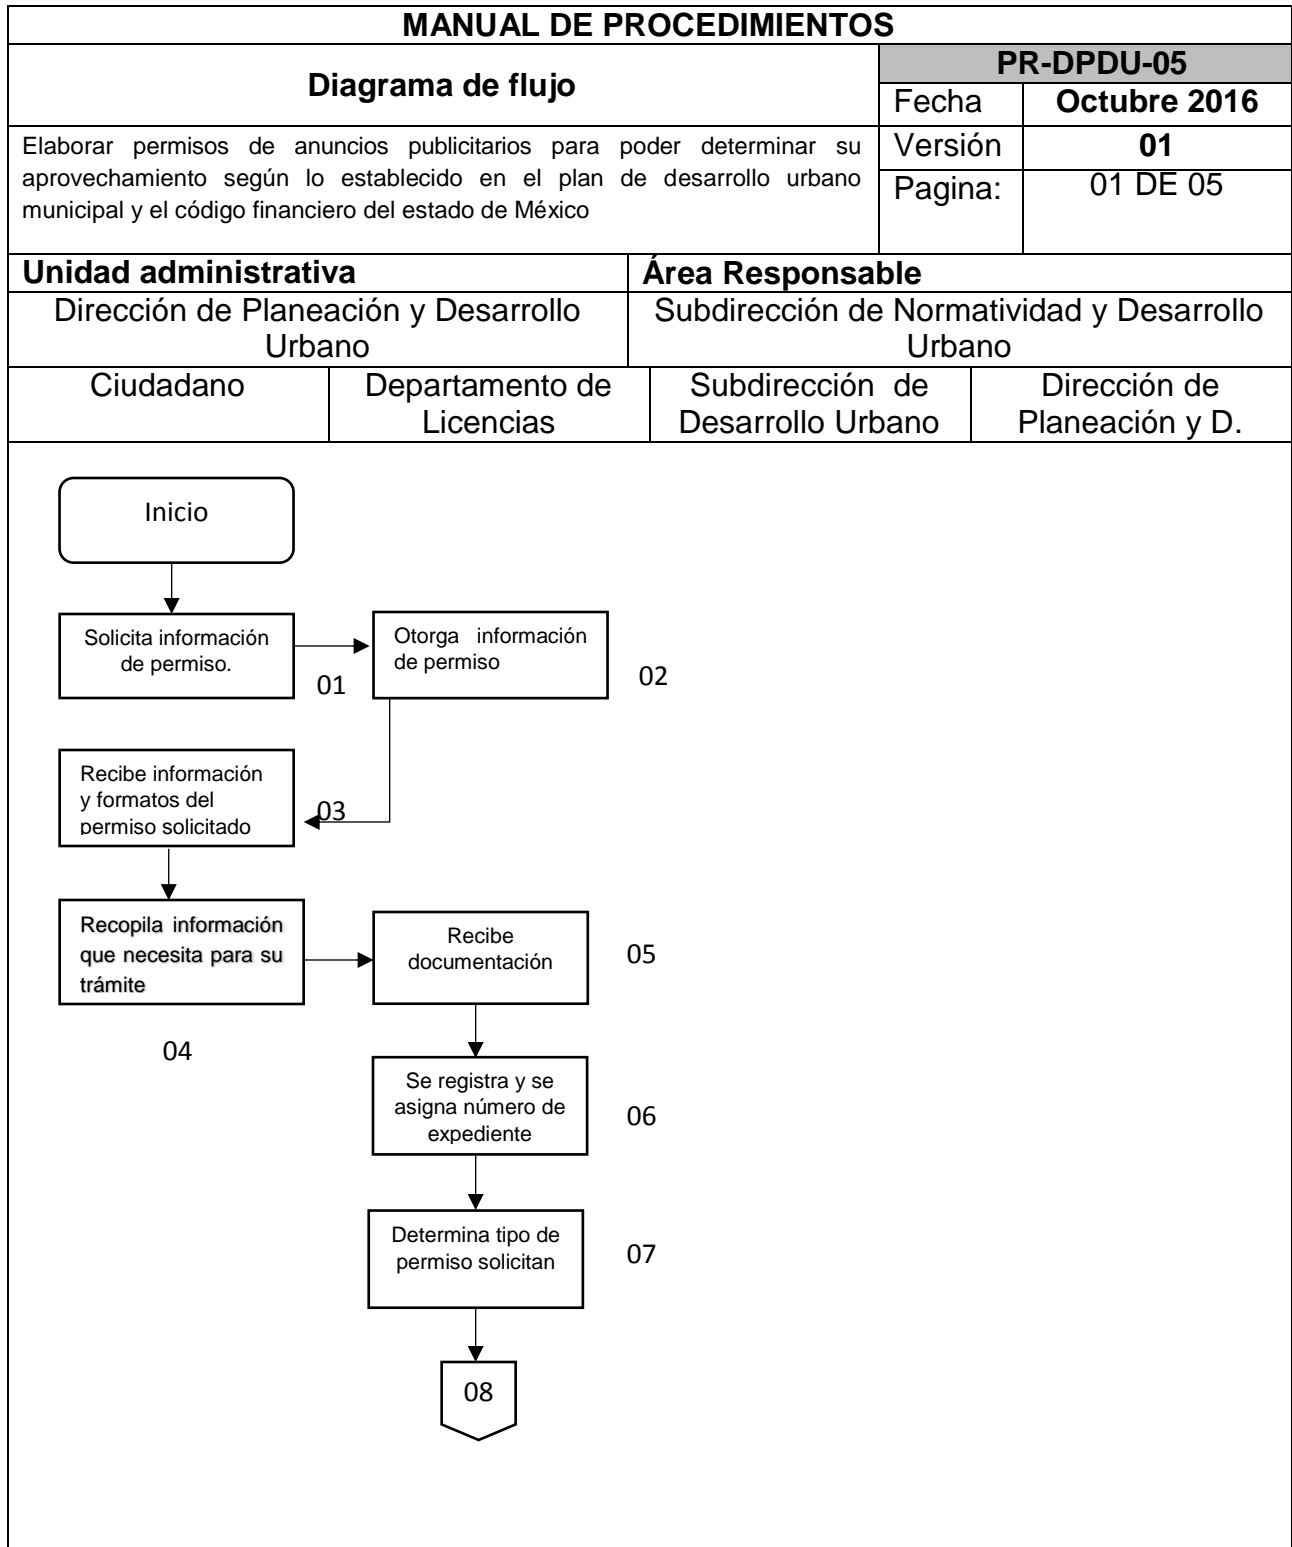 MANUAL DE PROCEDIMIENTOS
Diagrama de flujo
PR-DPDU-05
Fecha
Octubre 2016
Elaborar permisos de anuncios publicitarios para poder determinar su
aprovechamiento según lo establecido en el plan de desarrollo urbano
municipal y el código financiero del estado de México
Versión
01
Pagina:
01 DE 05
Unidad administrativa
Área Responsable
Dirección de Planeación y Desarrollo
Urbano
Subdirección de Normatividad y Desarrollo
Urbano
Ciudadano
Departamento de
Licencias
Subdirección de
Desarrollo Urbano
Dirección de
Planeación y D.
Inicio
Solicita información
de permiso.
01
Otorga información
de permiso
02
Recibe información
y formatos del
permiso solicitado
03
Recopila información
que necesita para su
trámite
04
Recibe
documentación
05
Se registra y se
asigna número de
expediente
06
Determina tipo de
permiso solicitan
07
08